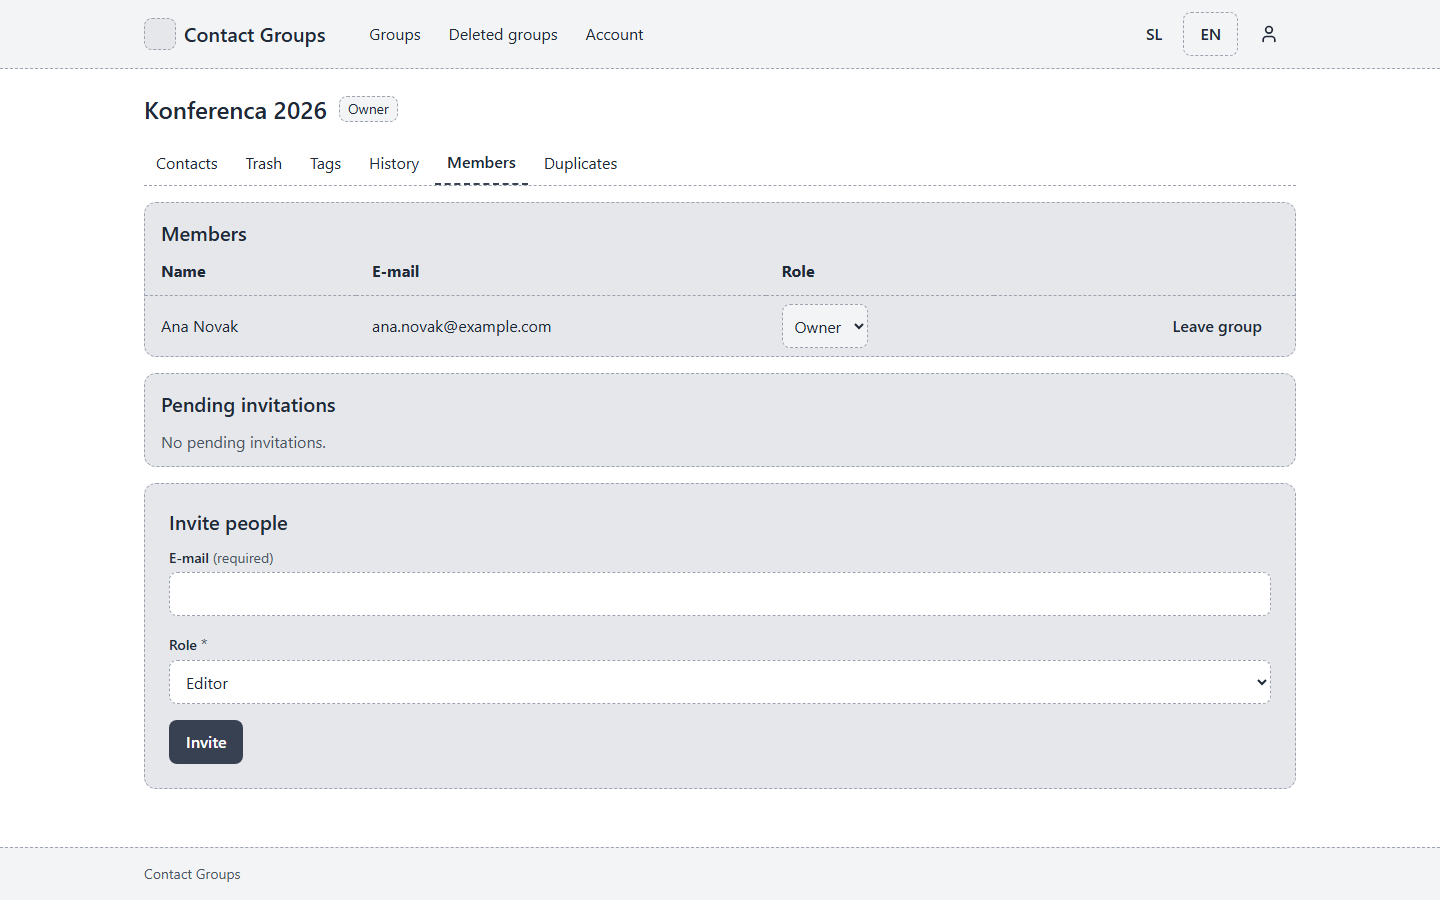 Contact Groups Groups Deleted groups Account SL EN
Konferenca 2026 Owner
Contacts Trash Tags History Members Duplicates
Members
Name E-mail Role
Ana Novak ana.novak@example.com Owner Leave group
Pending invitations
No pending invitations.
Invite people
E-mail (required)
Role *
Editor
Invite
Contact Groups